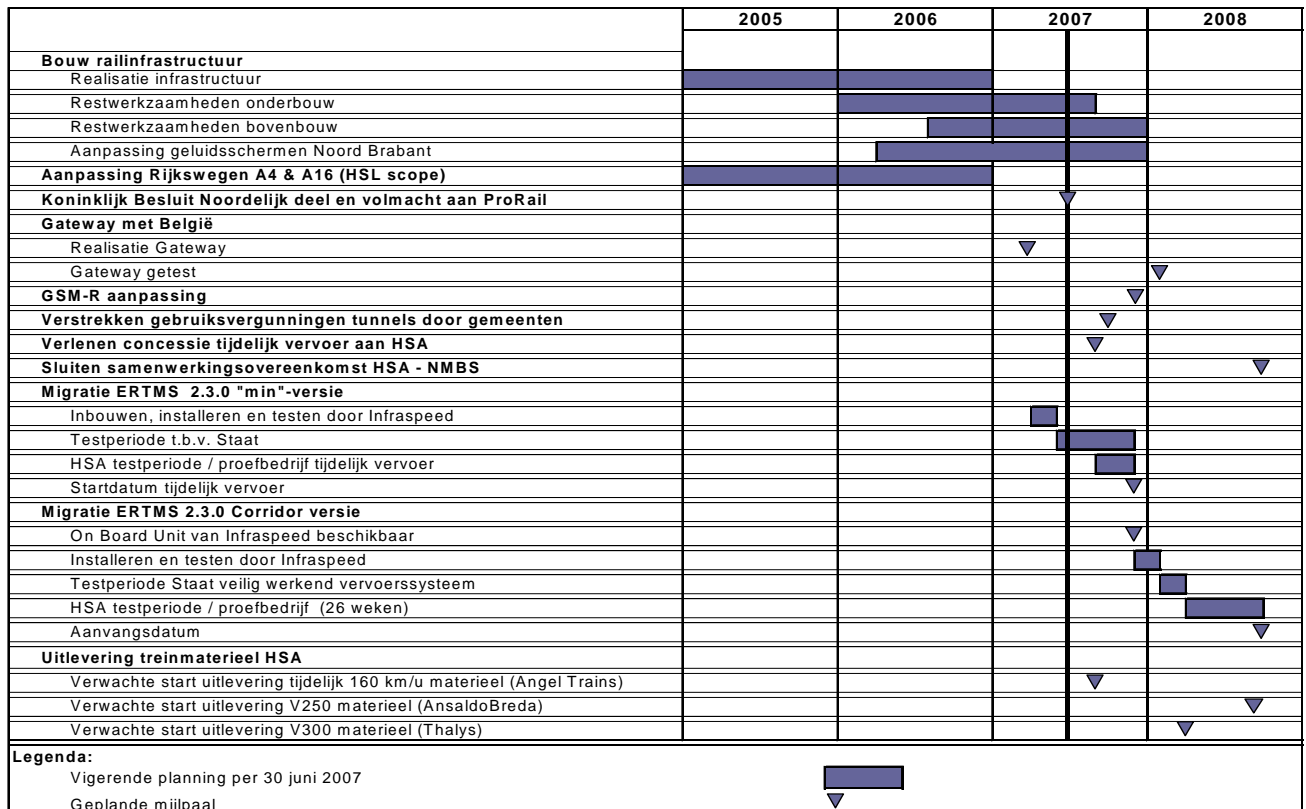 2005 2006 2007 2008
Bouw railinfrastructuur
Realisatie infrastructuur
Restwerkzaamheden onderbouw
Restwerkzaamheden bovenbouw
Aanpassing geluidsschermen Noord Brabant
Aanpassing Rijkswegen A4 & A16 (HSL scope)
Koninklijk Besluit Noordelijk deel en volmacht aan ProRail
Gateway met België
Realisatie Gateway
Gateway getest
GSM-R aanpassing
Verstrekken gebruiksvergunningen tunnels door gemeenten
Verlenen concessie tijdelijk vervoer aan HSA
Sluiten samenwerkingsovereenkomst HSA - NMBS
Migratie ERTMS 2.3.0 "min"-versie
Inbouwen, installeren en testen door Infraspeed
Testperiode t.b.v. Staat
HSA testperiode / proefbedrijf tijdelijk vervoer
Startdatum tijdelijk vervoer
Migratie ERTMS 2.3.0 Corridor versie
On Board Unit van Infraspeed beschikbaar
Installeren en testen door Infraspeed
Testperiode Staat veilig werkend vervoerssysteem
HSA testperiode / proefbedrijf (26 weken)
Aanvangsdatum
Uitlevering treinmaterieel HSA
Verwachte start uitlevering tijdelijk 160 km/u materieel (Angel Trains)
Verwachte start uitlevering V250 materieel (AnsaldoBreda)
Verwachte start uitlevering V300 materieel (Thalys)
Legenda:
Vigerende planning per 30 juni 2007
Geplande mijlpaal